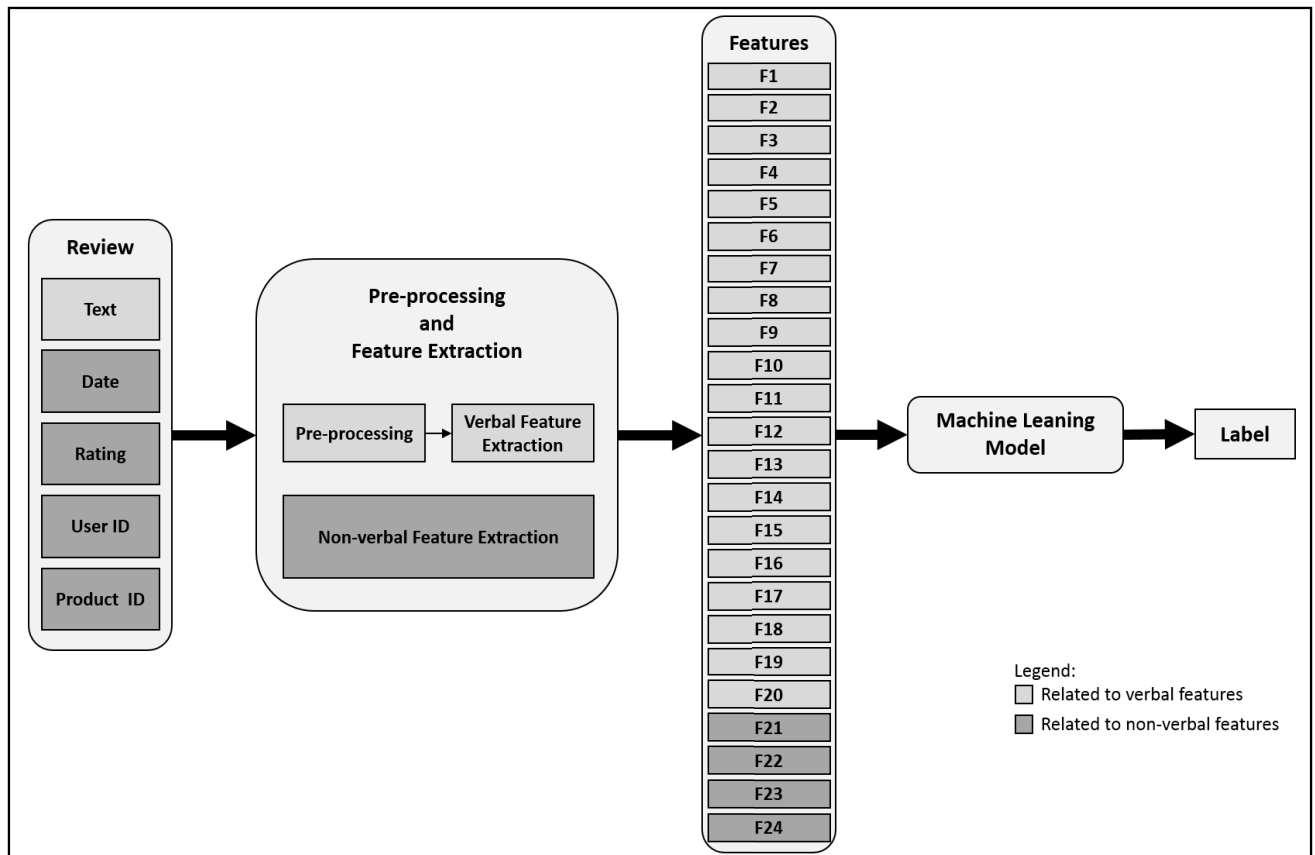 Review
Text
Date
Rating
User ID
Product ID
Pre-processing
and
Feature Extraction
Pre-processing
Verbal Feature
Extraction
Non-verbal Feature Extraction
Features
F1
F2
F3
F4
F5
F6
F7
F8
F9
F10
F11
F12
F13
F14
F15
F16
F17
F18
F19
F20
F21
F22
F23
F24
Machine Leaning
Model
Label
Legend:
Related to verbal features
Related to non-verbal features